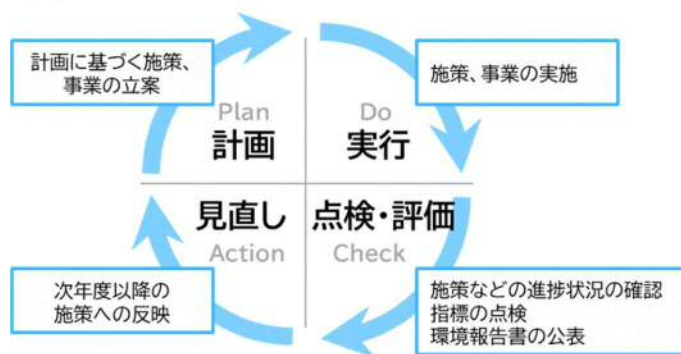 計画に基づく施策、
事業の立案
施策、事業の実施
Plan
計画
Do
実行
見直し
Action
点検・評価
Check
次年度以降の
施策への反映
施策などの進捗状況の確認
指標の点検
環境報告書の公表